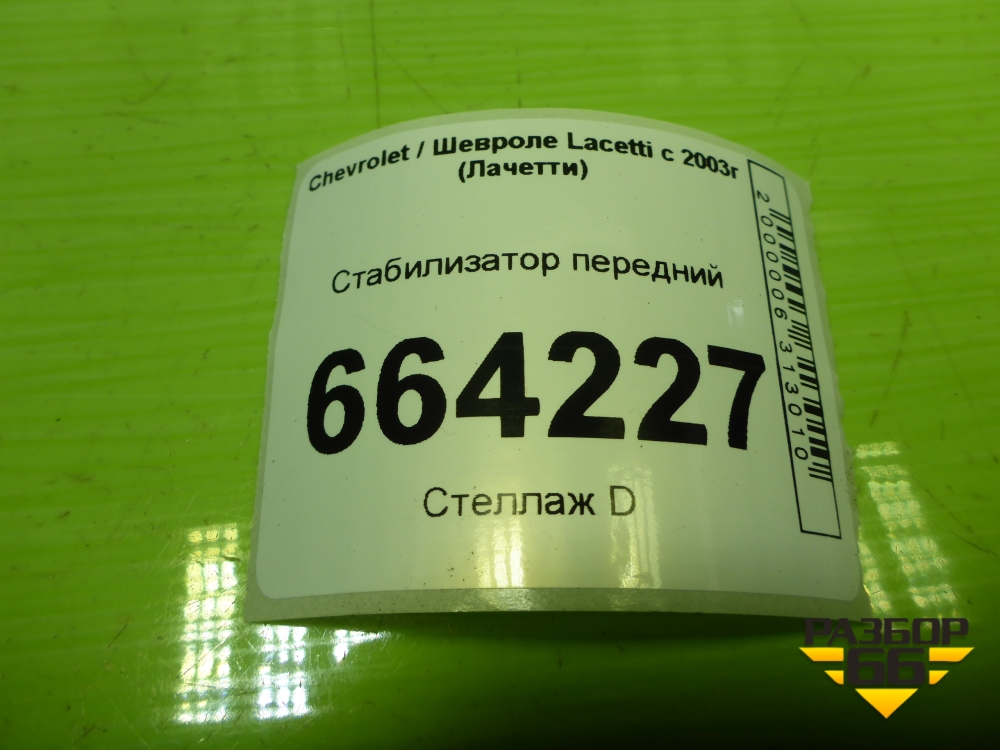 Chevrolet / Шевроле Lacetti с 2003г
(Лачетти)
Стабилизатор передний
664227
Стеллаж D
2000006313010
РАЗБОР
66